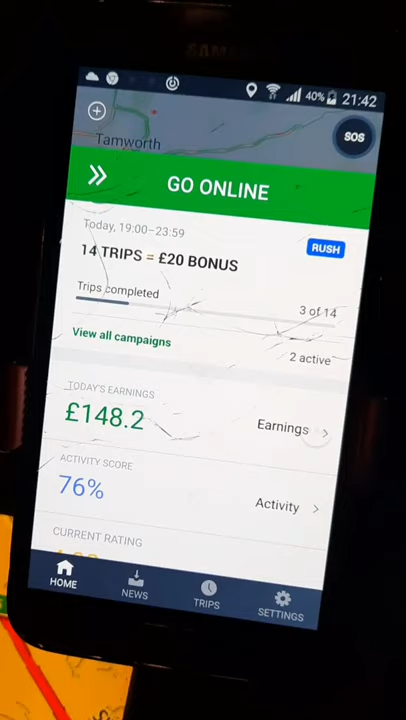 SAMSUNG
40% 21:42
Tamworth
SOS
GO ONLINE
Today, 19:00–23:59
14 TRIPS = £20 BONUS
RUSH
Trips completed
3 of 14
View all campaigns
2 active
TODAY'S EARNINGS
£148.2
Earnings
ACTIVITY SCORE
76%
Activity
CURRENT RATING
HOME
NEWS
TRIPS
SETTINGS